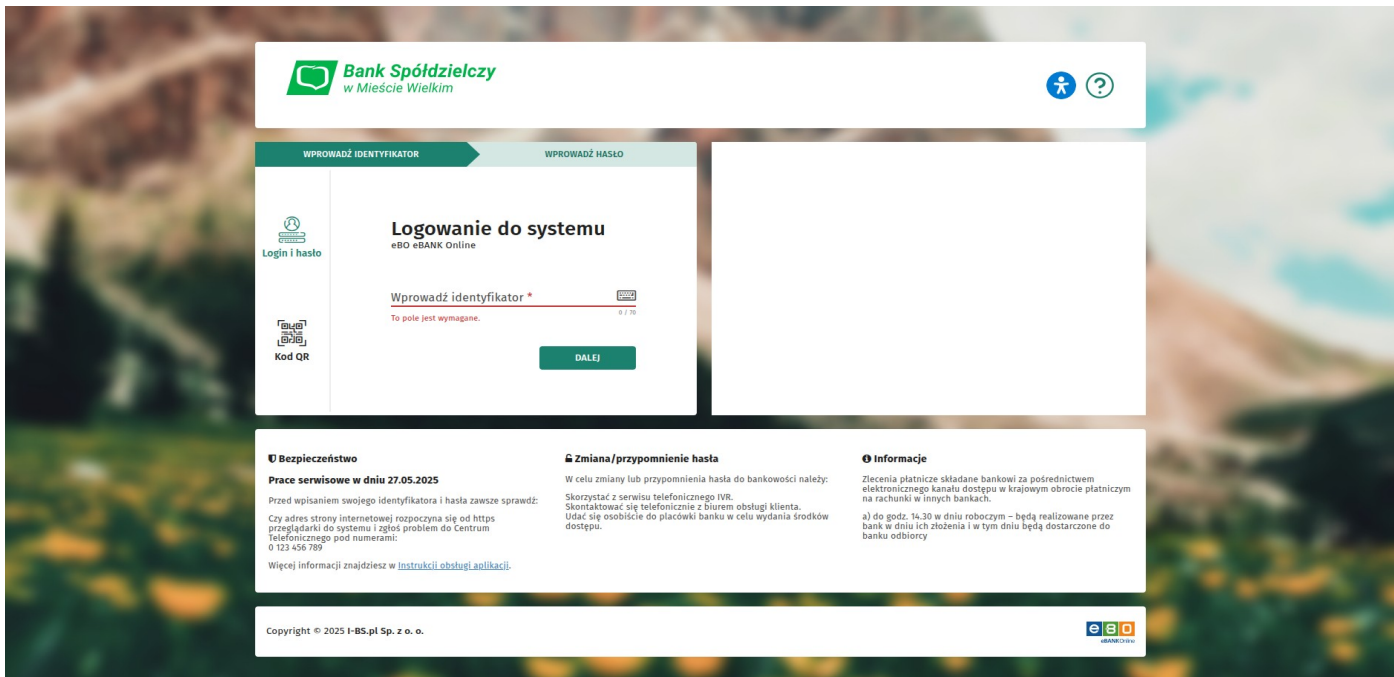 Bank Spółdzielczy
w Mieście Wielkim
WPROWADŹ IDENTYFIKATOR
WPROWADŹ HASŁO
Login i hasło
Kod QR
Logowanie do systemu
eBO eBANK Online
Wprowadź identyfikator *
0 / 70
To pole jest wymagane.
DALEJ
Bezpieczeństwo
Prace serwisowe w dniu 27.05.2025
Przed wpisaniem swojego identyfikatora i hasła zawsze sprawdź:
Czy adres strony internetowej rozpoczyna się od https
przeglądarki do systemu i zgłoś problem do Centrum
Telefonicznego pod numerami:
0 123 456 789
Więcej informacji znajdziesz w Instrukcji obsługi aplikacji.
Zmiana/przypomnienie hasła
W celu zmiany lub przypomnienia hasła do bankowości należy:
Skorzystać z serwisu telefonicznego IVR.
Skontaktować się telefonicznie z biurem obsługi klienta.
Udać się osobiście do placówki banku w celu wydania środków
dostępu.
Informacje
Zlecenia płatnicze składane bankowi za pośrednictwem
elektronicznego kanału dostępu w krajowym obrocie płatniczym
na rachunki w innych bankach.
a) do godz. 14.30 w dniu roboczym – będą realizowane przez
bank w dniu ich złożenia i w tym dniu będą dostarczone do
banku odbiorcy
Copyright © 2025 I-BS.pl Sp. z o. o.
eBO
eBANKOnline